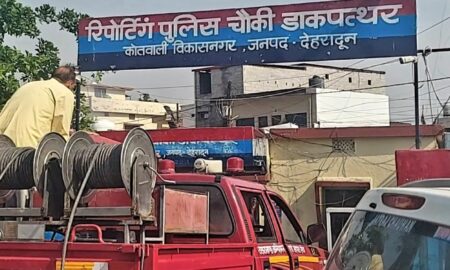 रिपोर्टिंग पुलिस चौकी डाकपत्थर
कोतवाली विकासनगर ,जनपद - देहरादून